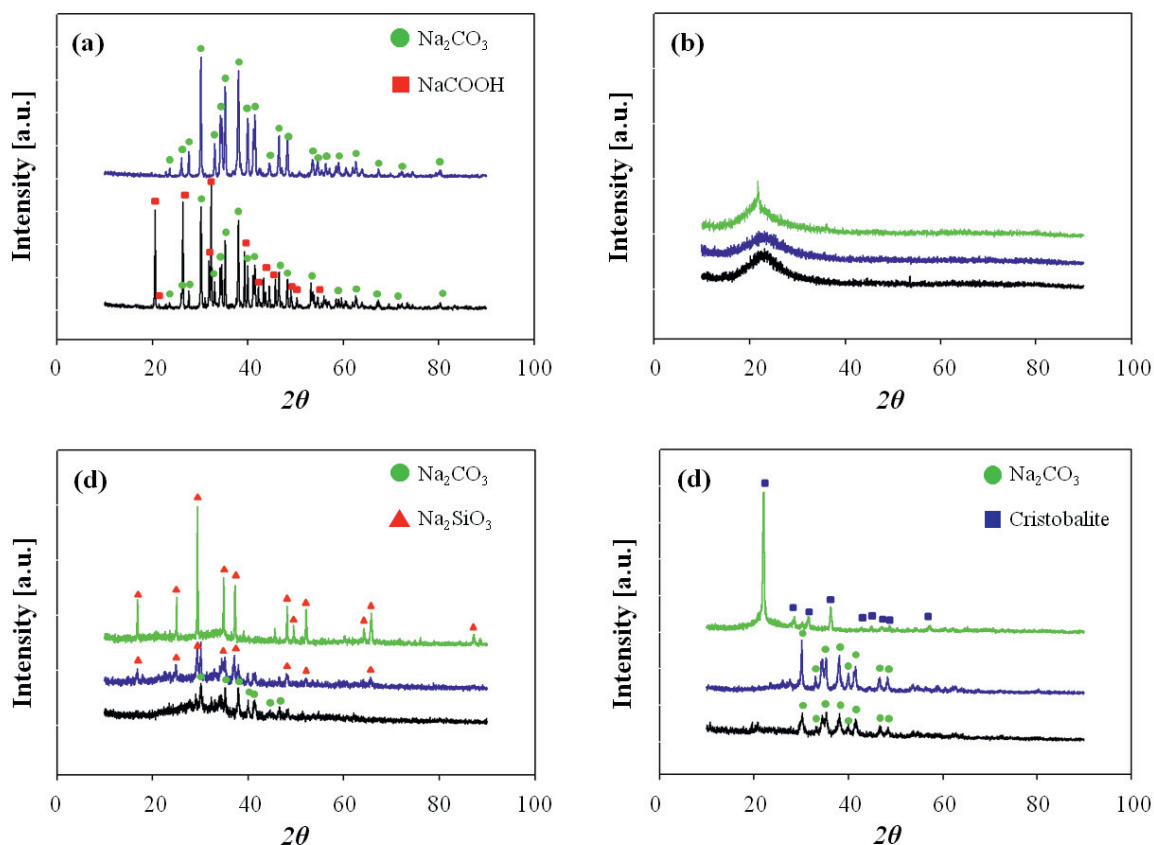 (a)
Na₂CO₃
NaCOOH
Intensity [a.u.]
0 20 40 60 80 100
2θ
(b)
Intensity [a.u.]
0 20 40 60 80 100
2θ
(d)
Na₂CO₃
Na₂SiO₃
Intensity [a.u.]
0 20 40 60 80 100
2θ
(d)
Na₂CO₃
Cristobalite
Intensity [a.u.]
0 20 40 60 80 100
2θ